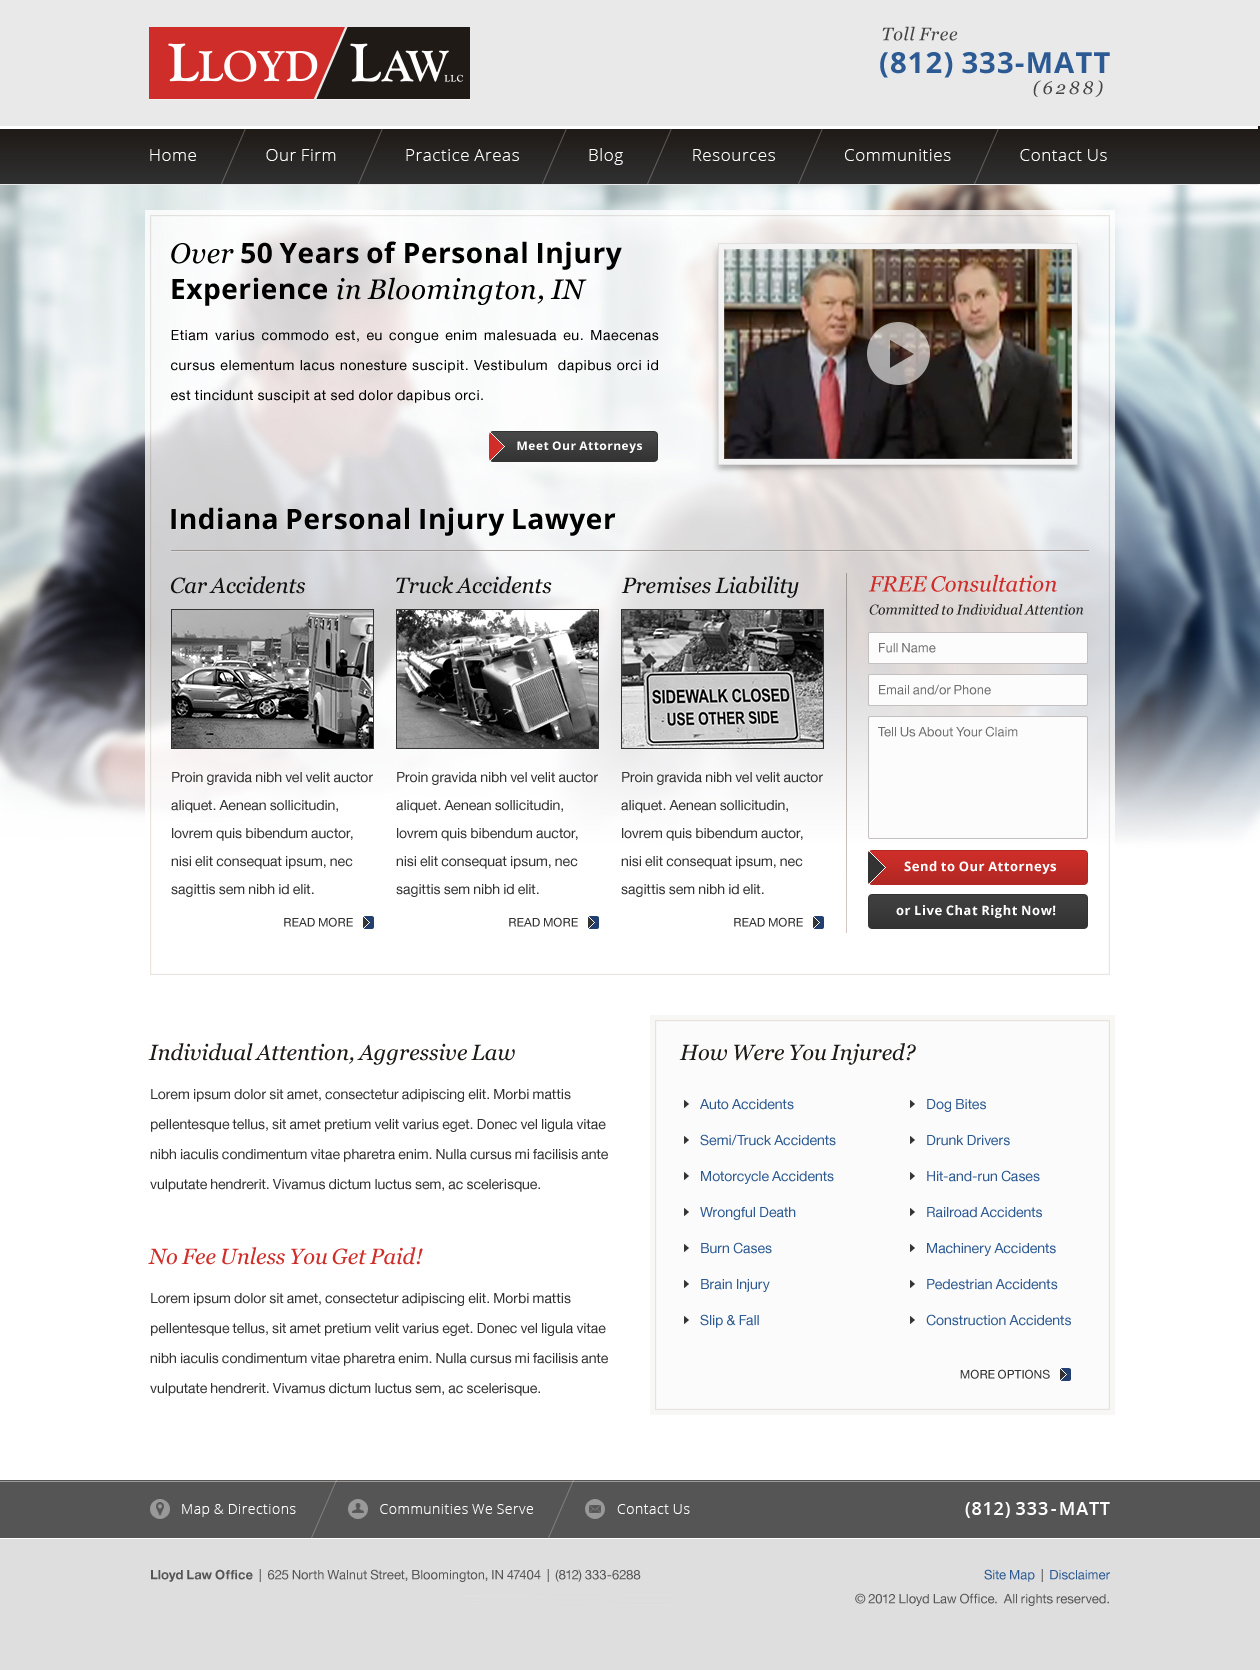 LLOYD LAW LLC
Toll Free
(812) 333-MATT
(6288)
Home Our Firm Practice Areas Blog Resources Communities Contact Us
Over 50 Years of Personal Injury
Experience in Bloomington, IN
Etiam varius commodo est, eu congue enim malesuada eu. Maecenas
cursus elementum lacus nonesture suscipit. Vestibulum dapibus orci id
est tincidunt suscipit at sed dolor dapibus orci.
Meet Our Attorneys
Indiana Personal Injury Lawyer
Car Accidents
Proin gravida nibh vel velit auctor
aliquet. Aenean sollicitudin,
lovrem quis bibendum auctor,
nisi elit consequat ipsum, nec
sagittis sem nibh id elit.
READ MORE
Truck Accidents
Proin gravida nibh vel velit auctor
aliquet. Aenean sollicitudin,
lovrem quis bibendum auctor,
nisi elit consequat ipsum, nec
sagittis sem nibh id elit.
READ MORE
Premises Liability
SIDEWALK CLOSED
USE OTHER SIDE
Proin gravida nibh vel velit auctor
aliquet. Aenean sollicitudin,
lovrem quis bibendum auctor,
nisi elit consequat ipsum, nec
sagittis sem nibh id elit.
READ MORE
FREE Consultation
Committed to Individual Attention
Full Name
Email and/or Phone
Tell Us About Your Claim
Send to Our Attorneys
or Live Chat Right Now!
Individual Attention, Aggressive Law
Lorem ipsum dolor sit amet, consectetur adipiscing elit. Morbi mattis
pellentesque tellus, sit amet pretium velit varius eget. Donec vel ligula vitae
nibh iaculis condimentum vitae pharetra enim. Nulla cursus mi facilisis ante
vulputate hendrerit. Vivamus dictum luctus sem, ac scelerisque.
No Fee Unless You Get Paid!
Lorem ipsum dolor sit amet, consectetur adipiscing elit. Morbi mattis
pellentesque tellus, sit amet pretium velit varius eget. Donec vel ligula vitae
nibh iaculis condimentum vitae pharetra enim. Nulla cursus mi facilisis ante
vulputate hendrerit. Vivamus dictum luctus sem, ac scelerisque.
How Were You Injured?
Auto Accidents
Semi/Truck Accidents
Motorcycle Accidents
Wrongful Death
Burn Cases
Brain Injury
Slip & Fall
Dog Bites
Drunk Drivers
Hit-and-run Cases
Railroad Accidents
Machinery Accidents
Pedestrian Accidents
Construction Accidents
MORE OPTIONS
Map & Directions Communities We Serve Contact Us (812) 333-MATT
Lloyd Law Office | 625 North Walnut Street, Bloomington, IN 47404 | (812) 333-6288
Site Map | Disclaimer
© 2012 Lloyd Law Office. All rights reserved.